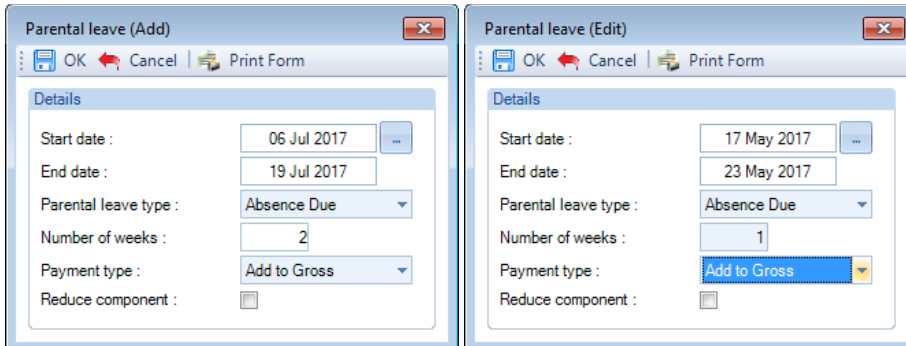 Parental leave (Add)
OK Cancel Print Form
Details
Start date : 06 Jul 2017 ...
End date : 19 Jul 2017
Parental leave type : Absence Due
Number of weeks : 2
Payment type : Add to Gross
Reduce component :
Parental leave (Edit)
OK Cancel Print Form
Details
Start date : 17 May 2017 ...
End date : 23 May 2017
Parental leave type : Absence Due
Number of weeks : 1
Payment type : Add to Gross
Reduce component :